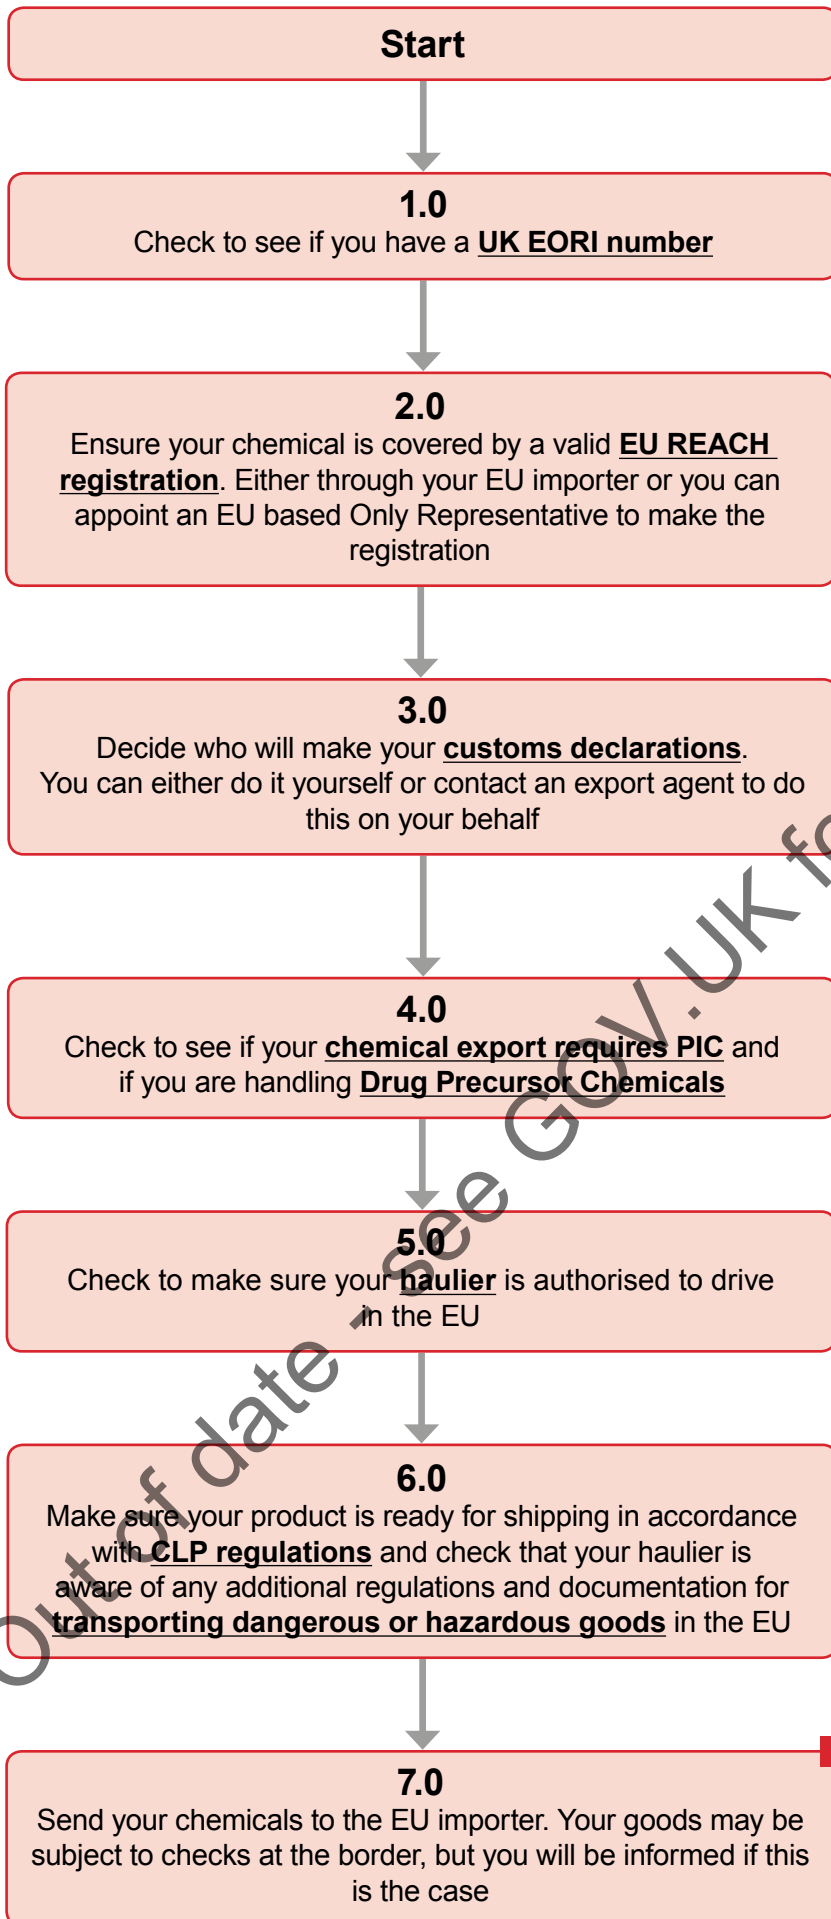 Start
1.0
Check to see if you have a UK EORI number
2.0
Ensure your chemical is covered by a valid EU REACH
registration. Either through your EU importer or you can
appoint an EU based Only Representative to make the
registration
3.0
Decide who will make your customs declarations.
You can either do it yourself or contact an export agent to do
this on your behalf
4.0
Check to see if your chemical export requires PIC and
if you are handling Drug Precursor Chemicals
5.0
Check to make sure your haulier is authorised to drive
in the EU
6.0
Make sure your product is ready for shipping in accordance
with CLP regulations and check that your haulier is
aware of any additional regulations and documentation for
transporting dangerous or hazardous goods in the EU
7.0
Send your chemicals to the EU importer. Your goods may be
subject to checks at the border, but you will be informed if this
is the case
Out of date - see GOV.UK